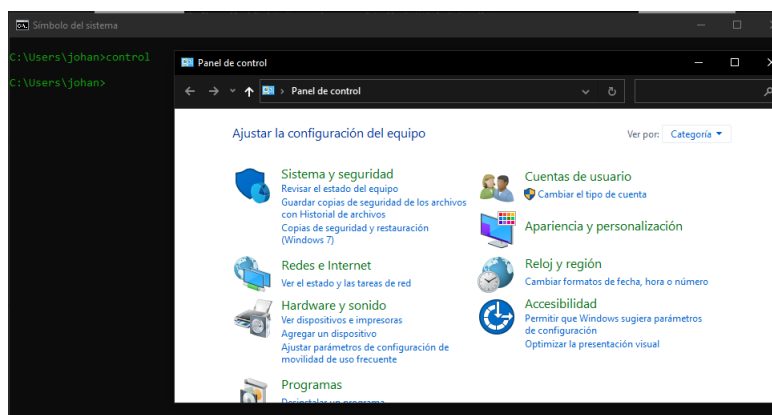 Símbolo del sistema
C:\Users\johan>control
C:\Users\johan>
Panel de control
Panel de control
Ajustar la configuración del equipo
Ver por: Categoría
Sistema y seguridad
Revisar el estado del equipo
Guardar copias de seguridad de los archivos
con Historial de archivos
Copias de seguridad y restauración
(Windows 7)
Redes e Internet
Ver el estado y las tareas de red
Hardware y sonido
Ver dispositivos e impresoras
Agregar un dispositivo
Ajustar parámetros de configuración de
movilidad de uso frecuente
Programas
Desinstalar un programa
Cuentas de usuario
Cambiar el tipo de cuenta
Apariencia y personalización
Reloj y región
Cambiar formatos de fecha, hora o número
Accesibilidad
Permitir que Windows sugiera parámetros
de configuración
Optimizar la presentación visual